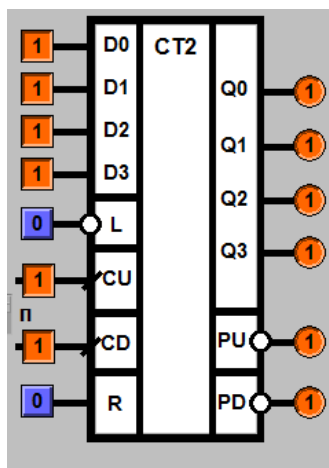 1 D0 CT2
1 D1 Q0 1
1 D2 Q1 1
1 D3 Q2 1
0 L Q3 1
1 CU
п
1 CD PU 1
0 R PD 1